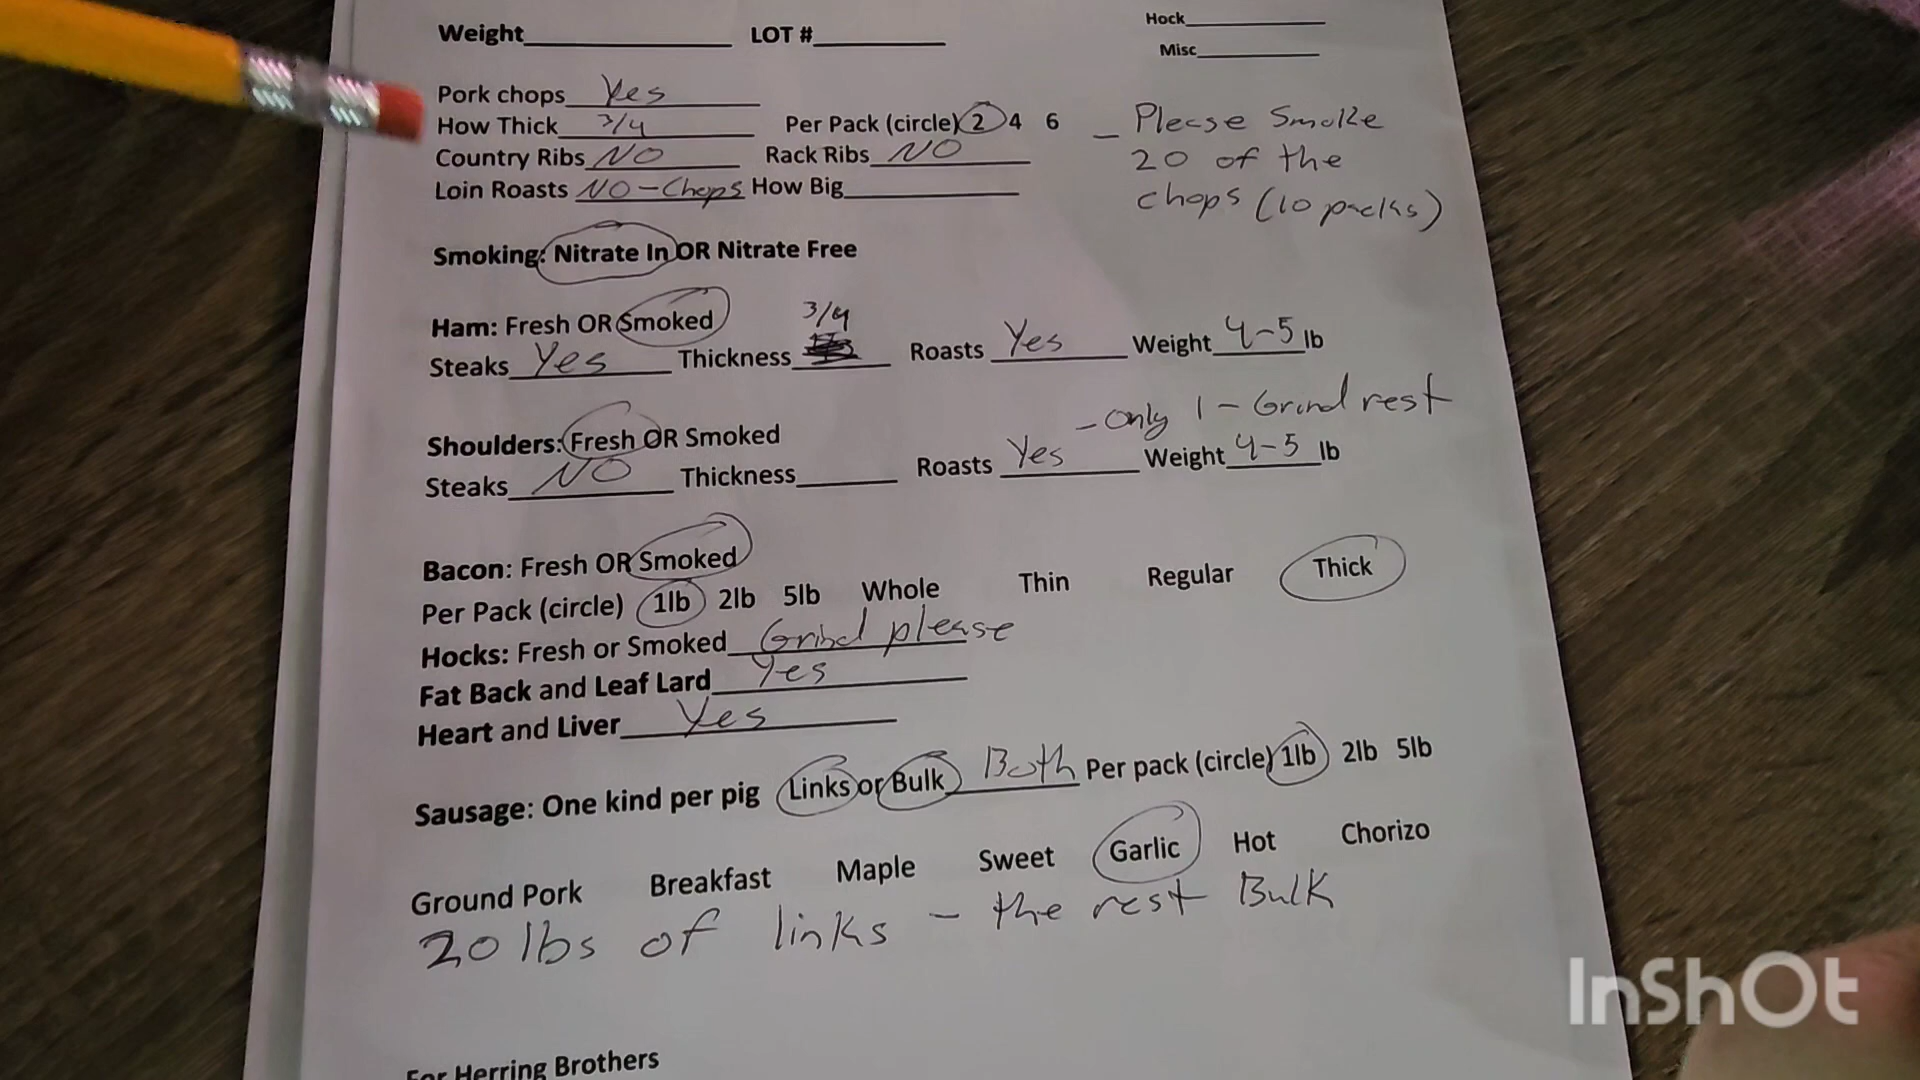 Weight LOT # Hock
Misc
Pork chops Yes
How Thick 3/4 Per Pack (circle) 2 4 6
Country Ribs NO Rack Ribs NO
Loin Roasts NO - Chops How Big
- Please Smoke
20 of the
chops (10 packs)
Smoking: Nitrate In OR Nitrate Free
Ham: Fresh OR Smoked
3/4
Steaks Yes Thickness Roasts Yes Weight 4-5 lb
- Only 1 - Grind rest
Shoulders: Fresh OR Smoked
Steaks NO Thickness Roasts Yes Weight 4-5 lb
Bacon: Fresh OR Smoked
Per Pack (circle) 1lb 2lb 5lb Whole Thin Regular Thick
Hocks: Fresh or Smoked Grind please
Fat Back and Leaf Lard Yes
Heart and Liver Yes
Sausage: One kind per pig Links or Bulk Both Per pack (circle) 1lb 2lb 5lb
Ground Pork Breakfast Maple Sweet Garlic Hot Chorizo
20 lbs of links - the rest Bulk
For Herring Brothers
InShOt